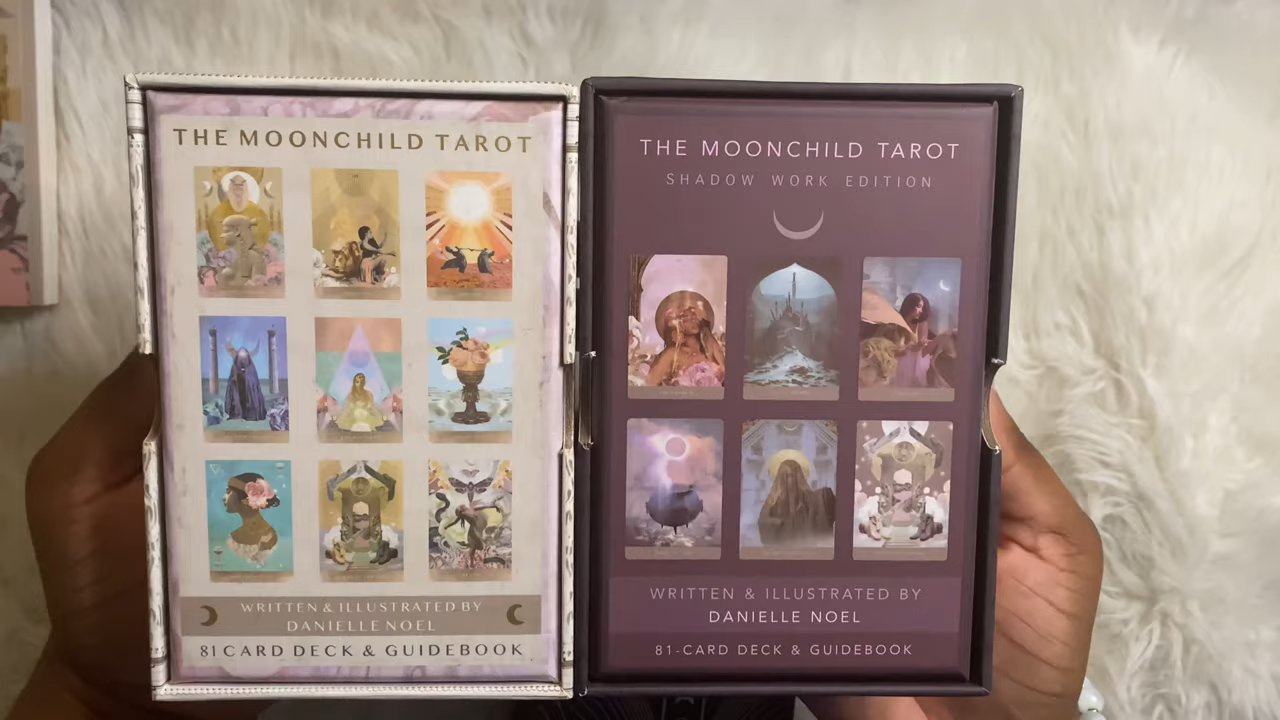 THE MOONCHILD TAROT
WRITTEN & ILLUSTRATED BY
DANIELLE NOEL
81 CARD DECK & GUIDEBOOK
THE MOONCHILD TAROT
SHADOW WORK EDITION
WRITTEN & ILLUSTRATED BY
DANIELLE NOEL
81-CARD DECK & GUIDEBOOK